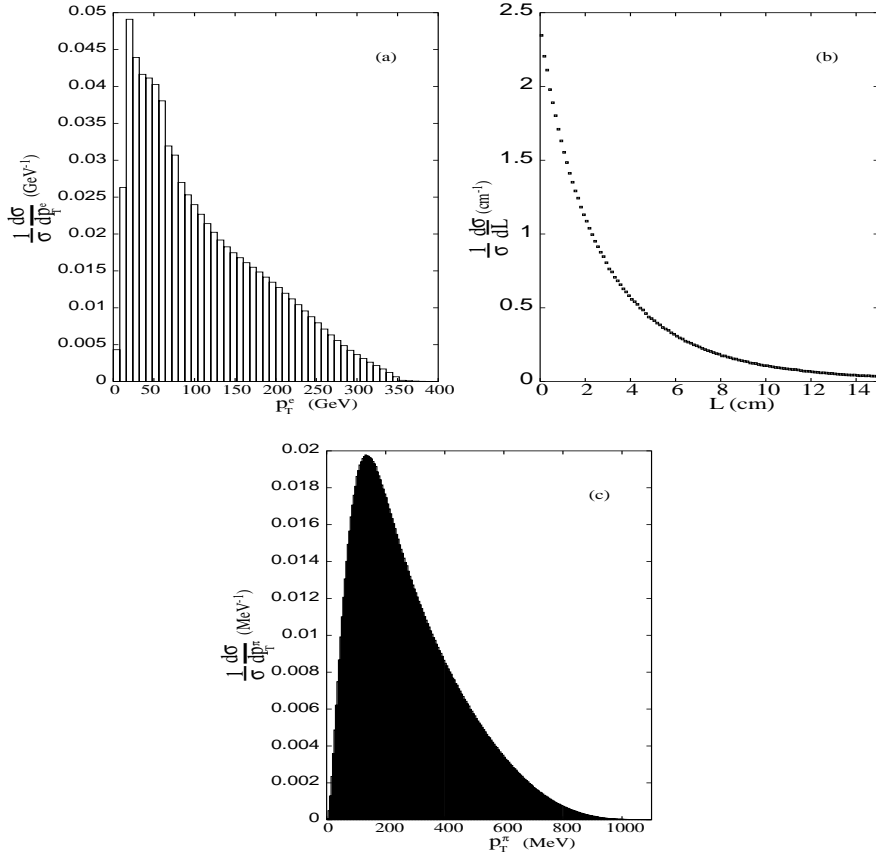 0.05
0.045
0.04
0.035
0.03
0.025
0.02
0.015
0.01
0.005
0
0 50 100 150 200 250 300 350 400
1/σ dσ/dp_T^e (GeV⁻¹)
p_T^e (GeV)
(a)
2.5
2
1.5
1
0.5
0
0 2 4 6 8 10 12 14
1/σ dσ/dL (cm⁻¹)
L (cm)
(b)
0.02
0.018
0.016
0.014
0.012
0.01
0.008
0.006
0.004
0.002
0
0 200 400 600 800 1000
1/σ dσ/dp_T^π (MeV⁻¹)
p_T^π (MeV)
(c)